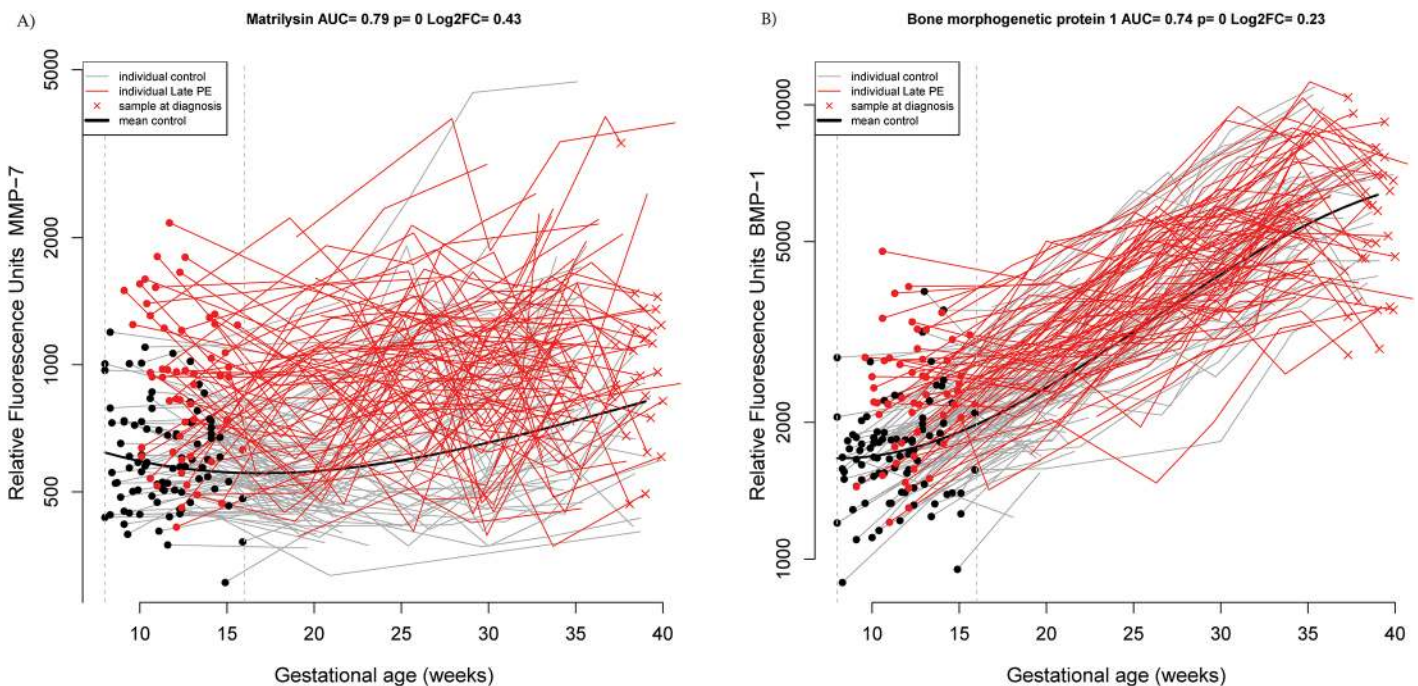 A)
Matrilysin AUC= 0.79 p= 0 Log2FC= 0.43
individual control
individual Late PE
sample at diagnosis
mean control
Relative Fluorescence Units MMP−7
5000
2000
1000
500
10 15 20 25 30 35 40
Gestational age (weeks)
B)
Bone morphogenetic protein 1 AUC= 0.74 p= 0 Log2FC= 0.23
individual control
individual Late PE
sample at diagnosis
mean control
Relative Fluorescence Units BMP−1
10000
5000
2000
1000
10 15 20 25 30 35 40
Gestational age (weeks)